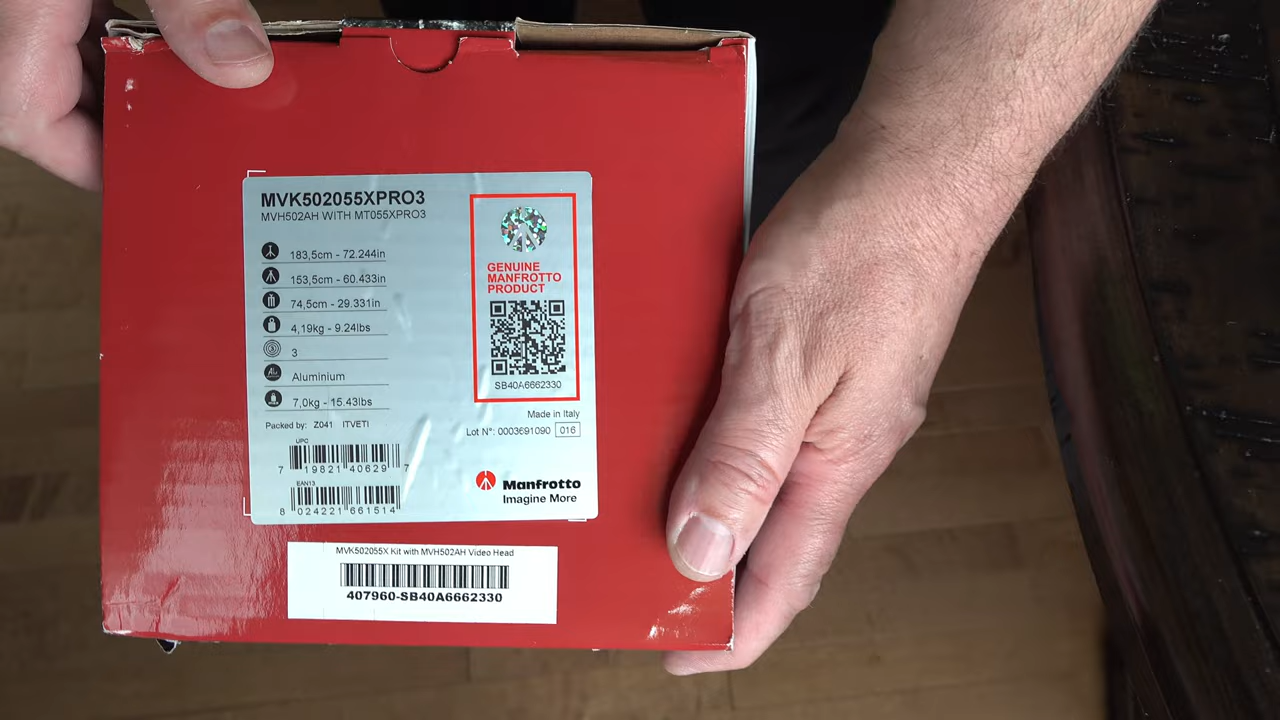 MVK502055XPRO3
MVH502AH WITH MT055XPRO3
183,5cm - 72.244in
153,5cm - 60.433in
74,5cm - 29.331in
4,19kg - 9.24lbs
3
Aluminium
7,0kg - 15.43lbs
Packed by: Z041 ITVETI
UPC
7 19821 40629 7
EAN13
8 024221 661514
GENUINE
MANFROTTO
PRODUCT
SB40A6662330
Made in Italy
Lot N°: 0003691090 016
Manfrotto
Imagine More
MVK502055X Kit with MVH502AH Video Head
407960-SB40A6662330